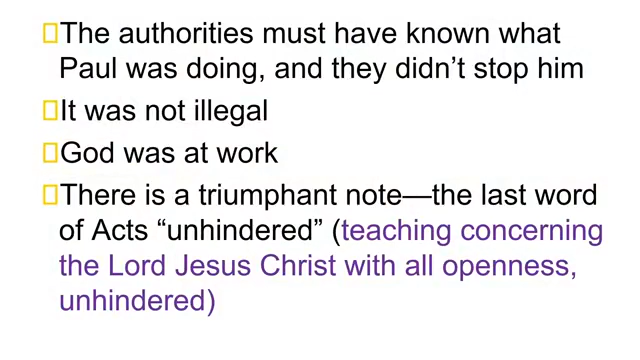 The authorities must have known what
Paul was doing, and they didn’t stop him
It was not illegal
God was at work
There is a triumphant note—the last word
of Acts “unhindered” (teaching concerning
the Lord Jesus Christ with all openness,
unhindered)